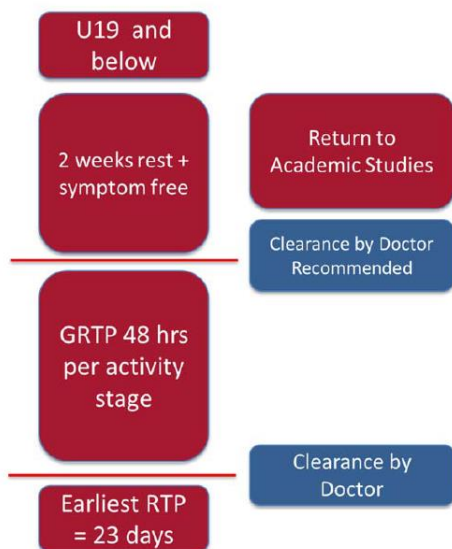 U19 and
below
2 weeks rest +
symptom free
Return to
Academic Studies
Clearance by Doctor
Recommended
GRTP 48 hrs
per activity
stage
Clearance by
Doctor
Earliest RTP
= 23 days